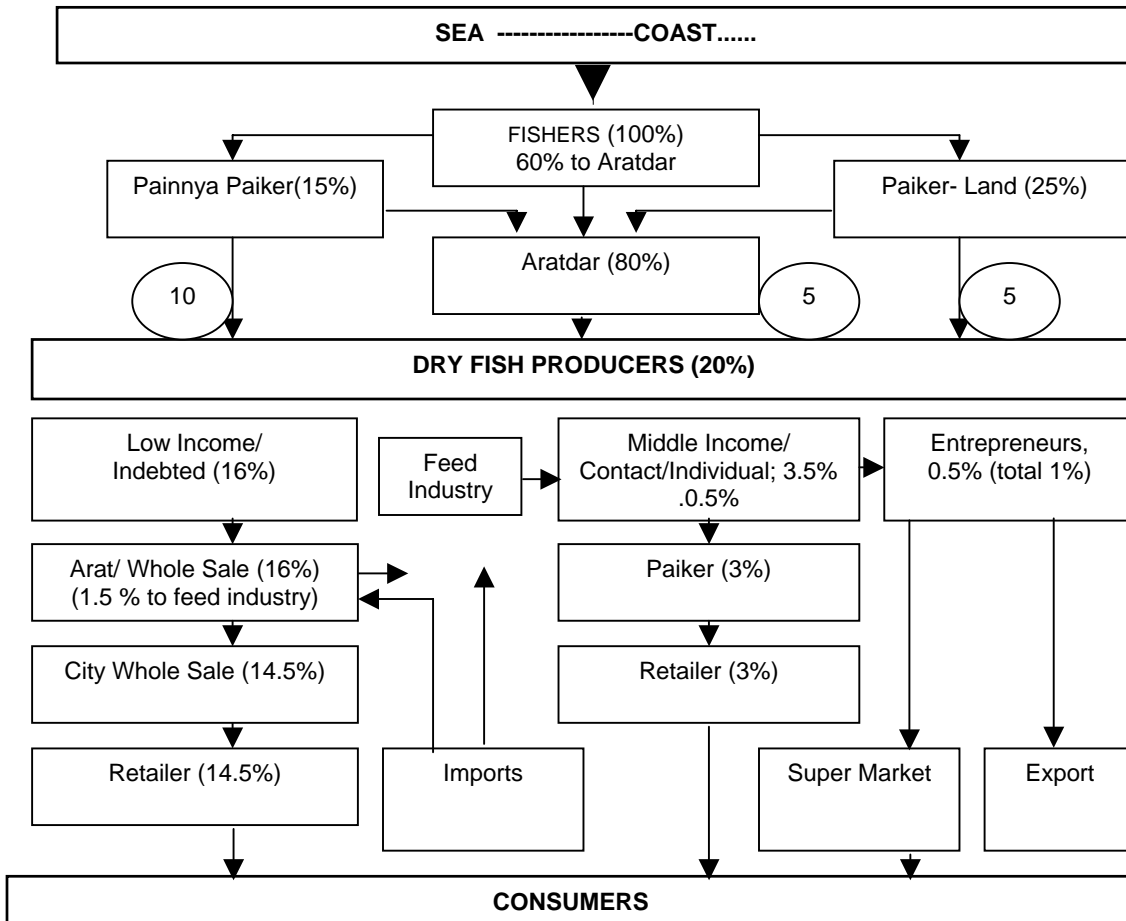 SEA -----------------COAST......
FISHERS (100%)
60% to Aratdar
Painnya Paiker(15%)
Paiker- Land (25%)
Aratdar (80%)
10
5
5
DRY FISH PRODUCERS (20%)
Low Income/
Indebted (16%)
Feed
Industry
Middle Income/
Contact/Individual; 3.5%
.0.5%
Entrepreneurs,
0.5% (total 1%)
Arat/ Whole Sale (16%)
(1.5 % to feed industry)
Paiker (3%)
City Whole Sale (14.5%)
Retailer (3%)
Retailer (14.5%)
Imports
Super Market
Export
CONSUMERS